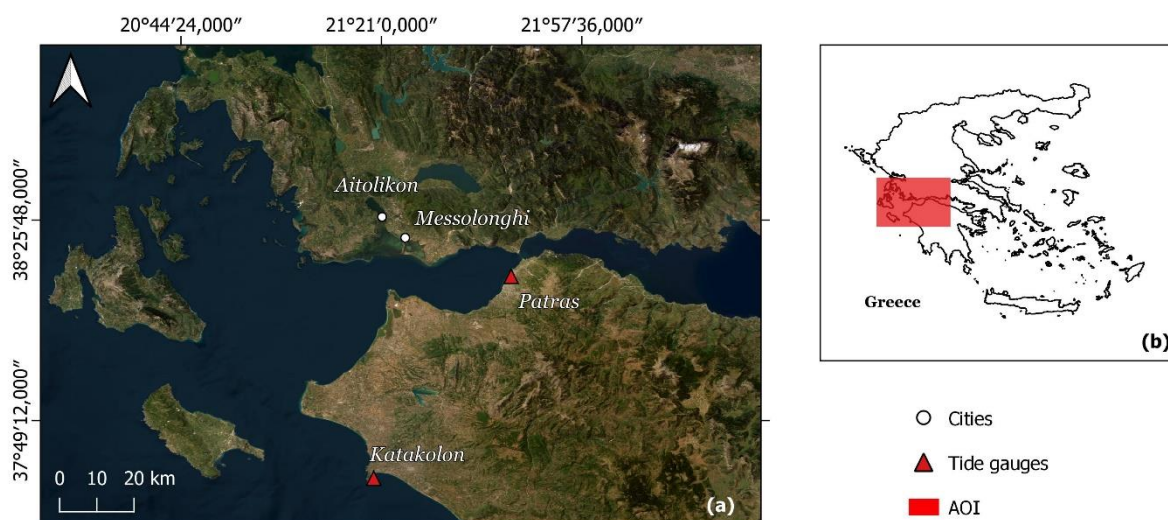 20°44′24,000″
21°21′0,000″
21°57′36,000″
38°25′48,000″
37°49′12,000″
Aitolikon
Messolonghi
Patras
Katakolon
0 10 20 km
(a)
Greece
(b)
Cities
Tide gauges
AOI